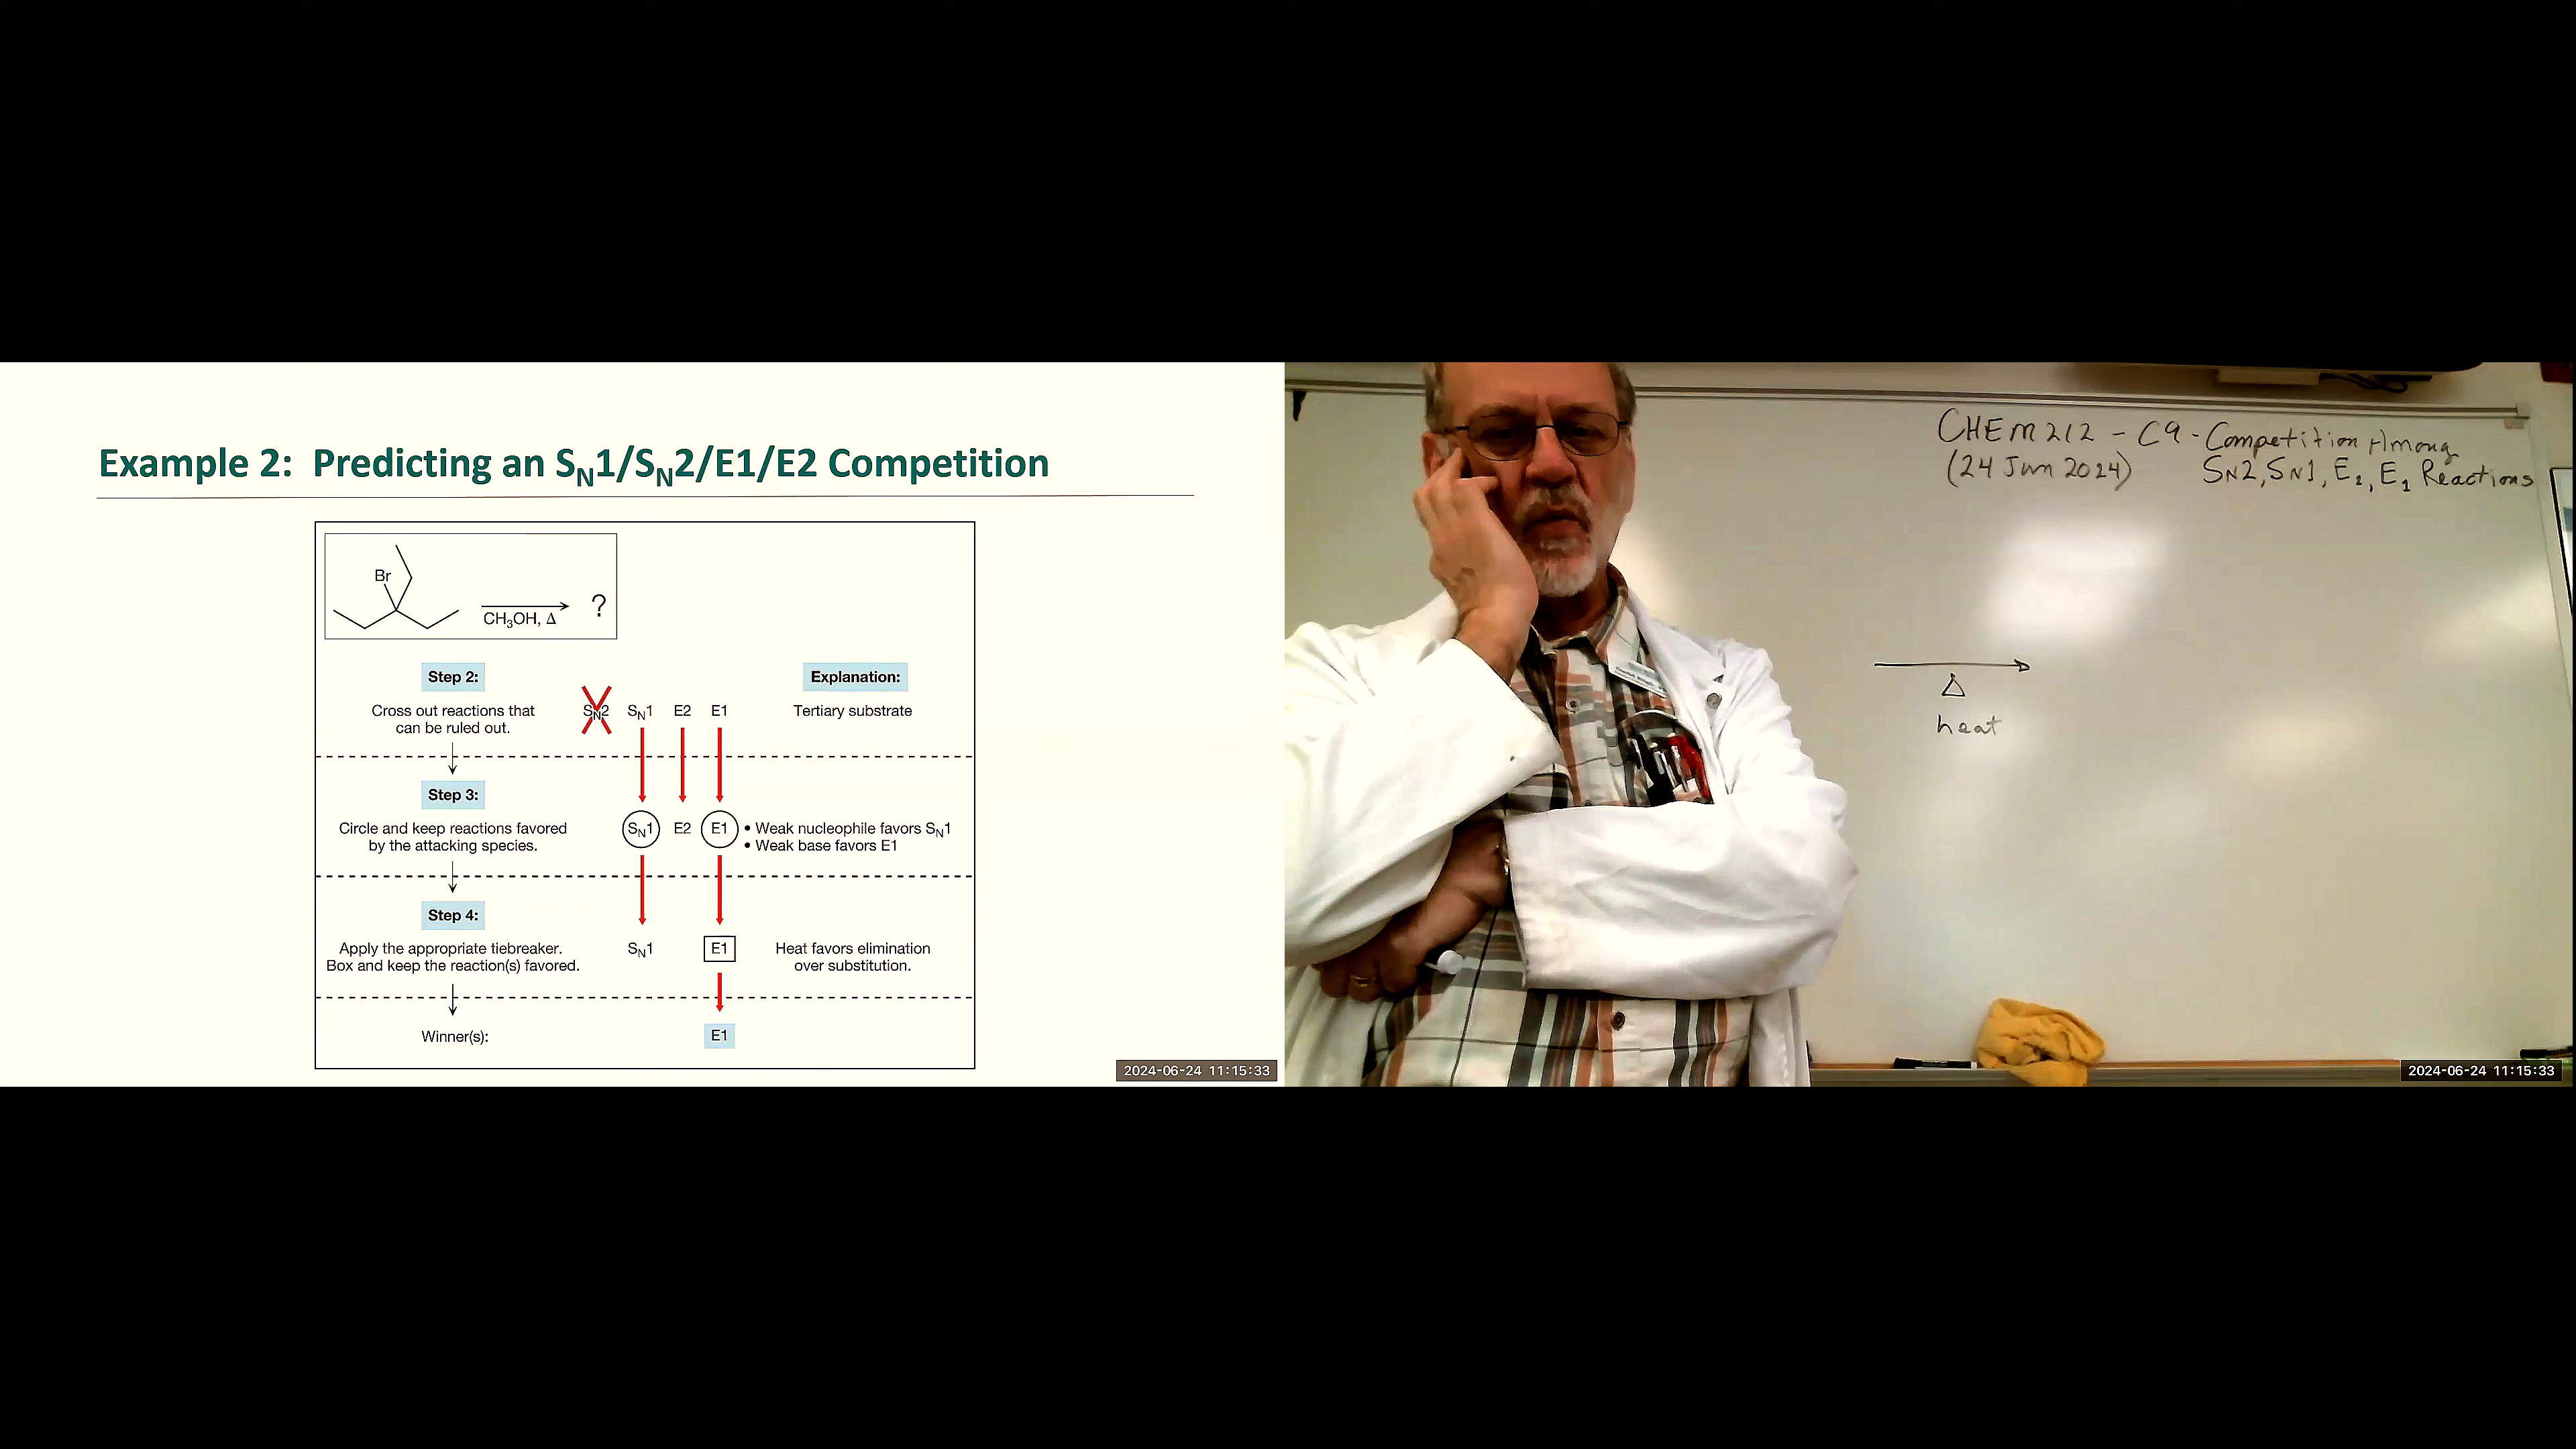 Example 2: Predicting an SN1/SN2/E1/E2 Competition
Br
CH3OH, Δ
?
Step 2:
Explanation:
Cross out reactions that
can be ruled out.
SN2 SN1 E2 E1
Tertiary substrate
Step 3:
Circle and keep reactions favored
by the attacking species.
SN1 E2 E1
• Weak nucleophile favors SN1
• Weak base favors E1
Step 4:
Apply the appropriate tiebreaker.
Box and keep the reaction(s) favored.
SN1 E1
Heat favors elimination
over substitution.
Winner(s):
E1
2024-06-24 11:15:33
CHEM 212 - C9 - Competition Among
(24 Jun 2024) SN2, SN1, E2, E1 Reactions
Δ
heat
2024-06-24 11:15:33